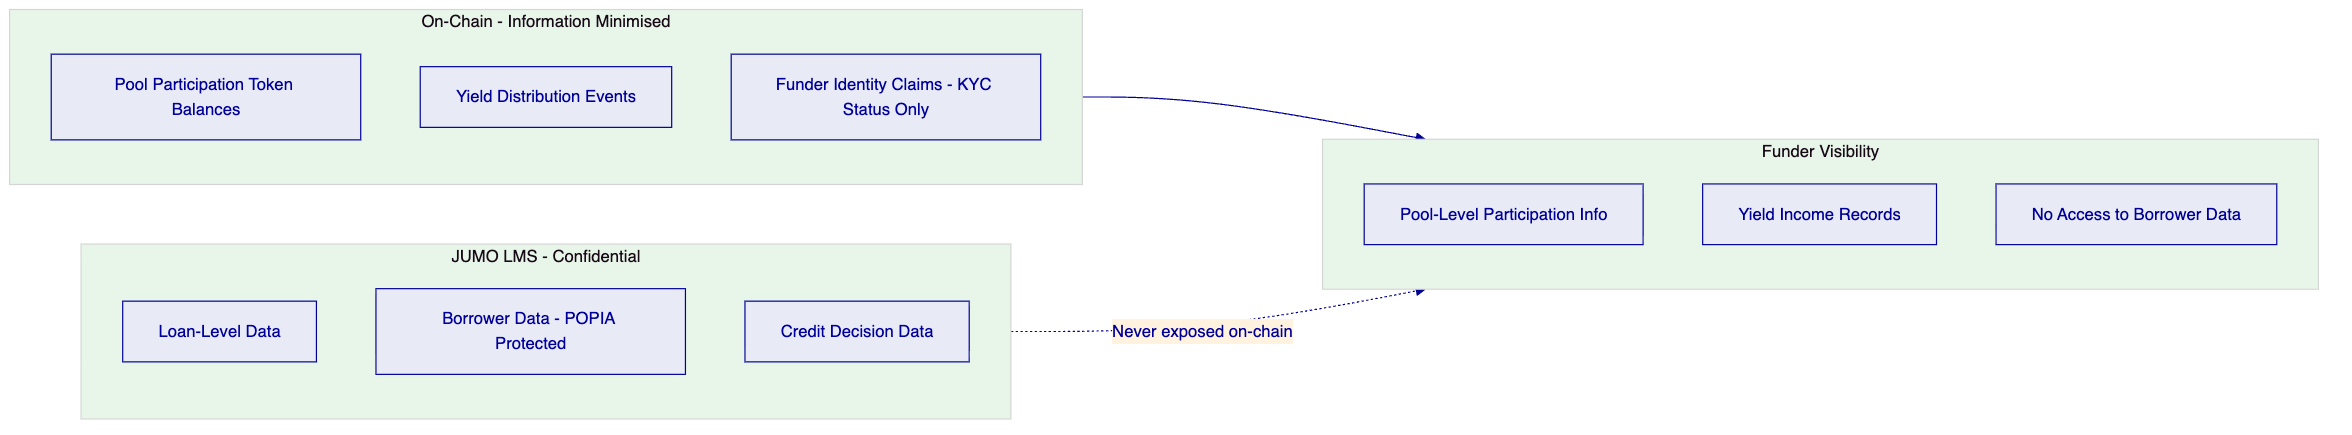 On-Chain - Information Minimised
Pool Participation Token
Balances
Yield Distribution Events
Funder Identity Claims - KYC
Status Only
Funder Visibility
Pool-Level Participation Info
Yield Income Records
No Access to Borrower Data
JUMO LMS - Confidential
Loan-Level Data
Borrower Data - POPIA
Protected
Credit Decision Data
Never exposed on-chain